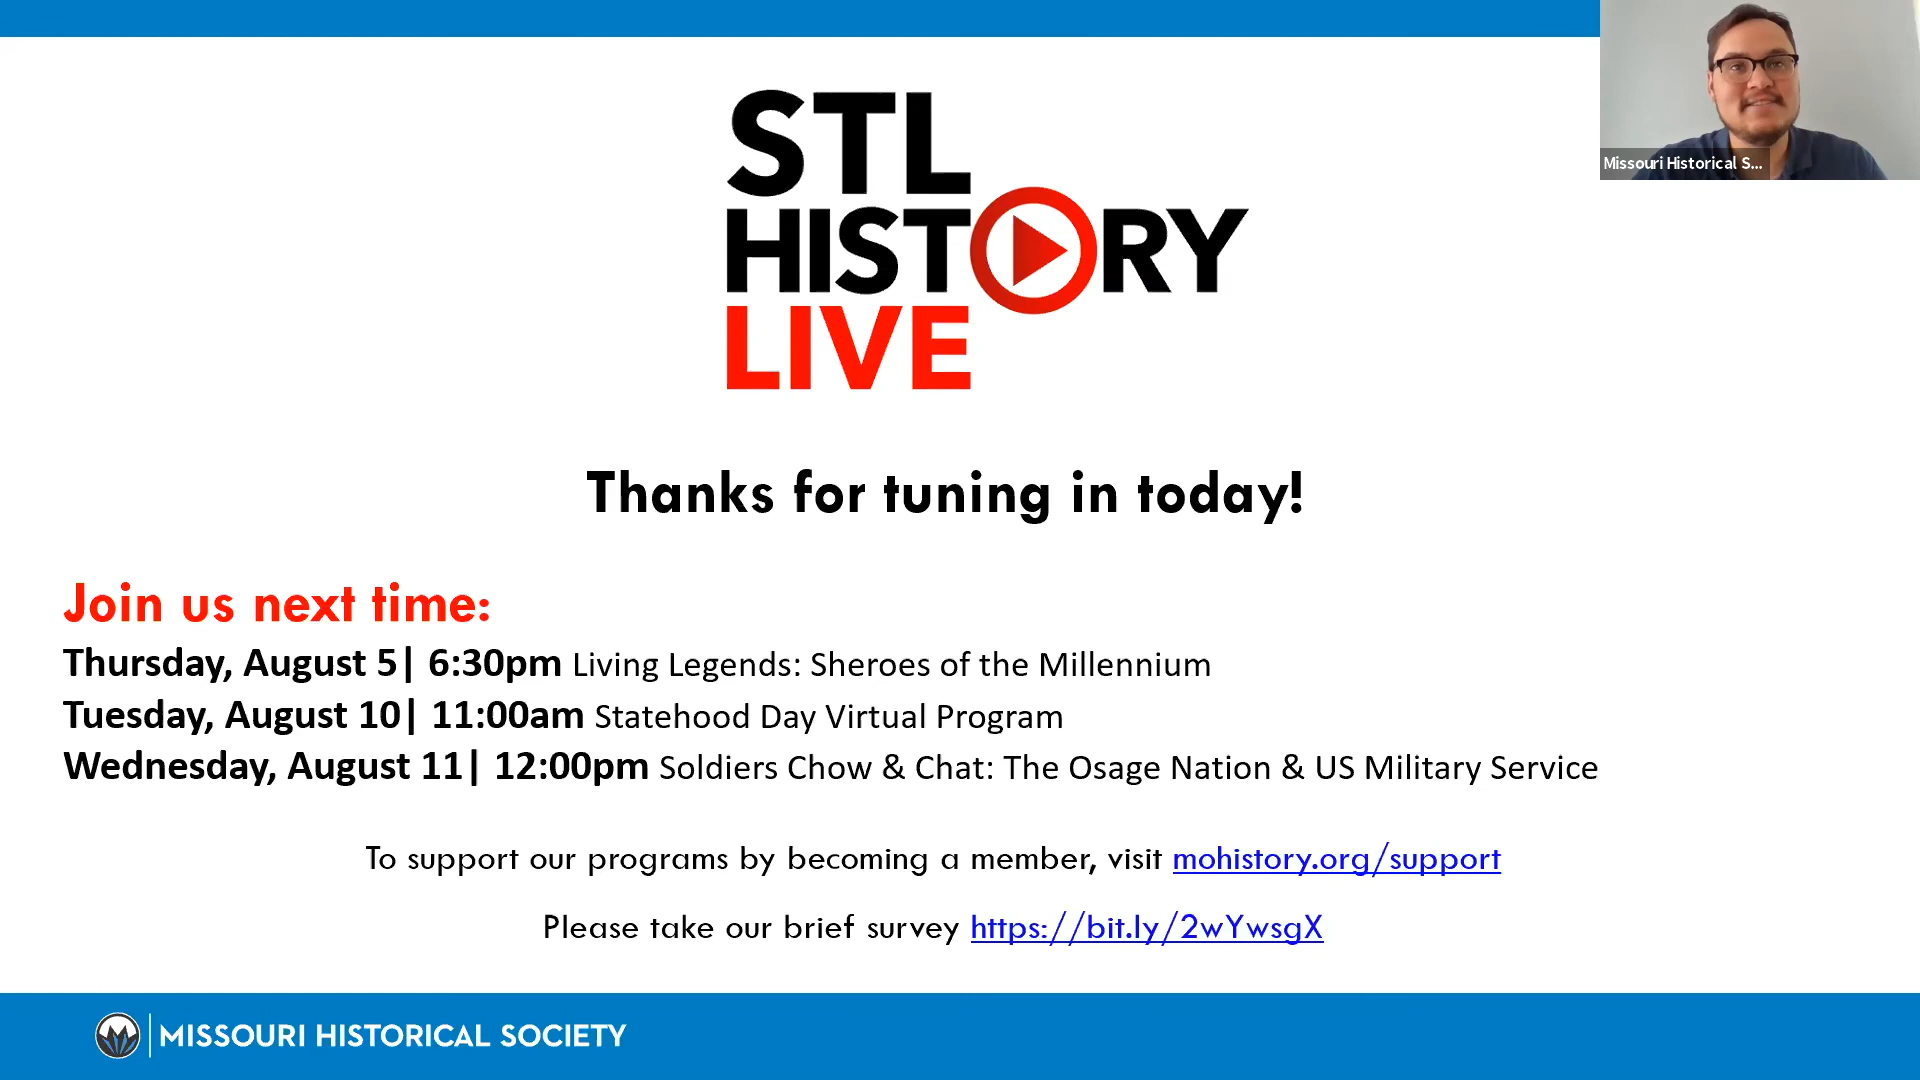 STL
HISTORY
LIVE
Missouri Historical S...
Thanks for tuning in today!
Join us next time:
Thursday, August 5| 6:30pm Living Legends: Sheroes of the Millennium
Tuesday, August 10| 11:00am Statehood Day Virtual Program
Wednesday, August 11| 12:00pm Soldiers Chow & Chat: The Osage Nation & US Military Service
To support our programs by becoming a member, visit mohistory.org/support
Please take our brief survey https://bit.ly/2wYwsgX
MISSOURI HISTORICAL SOCIETY